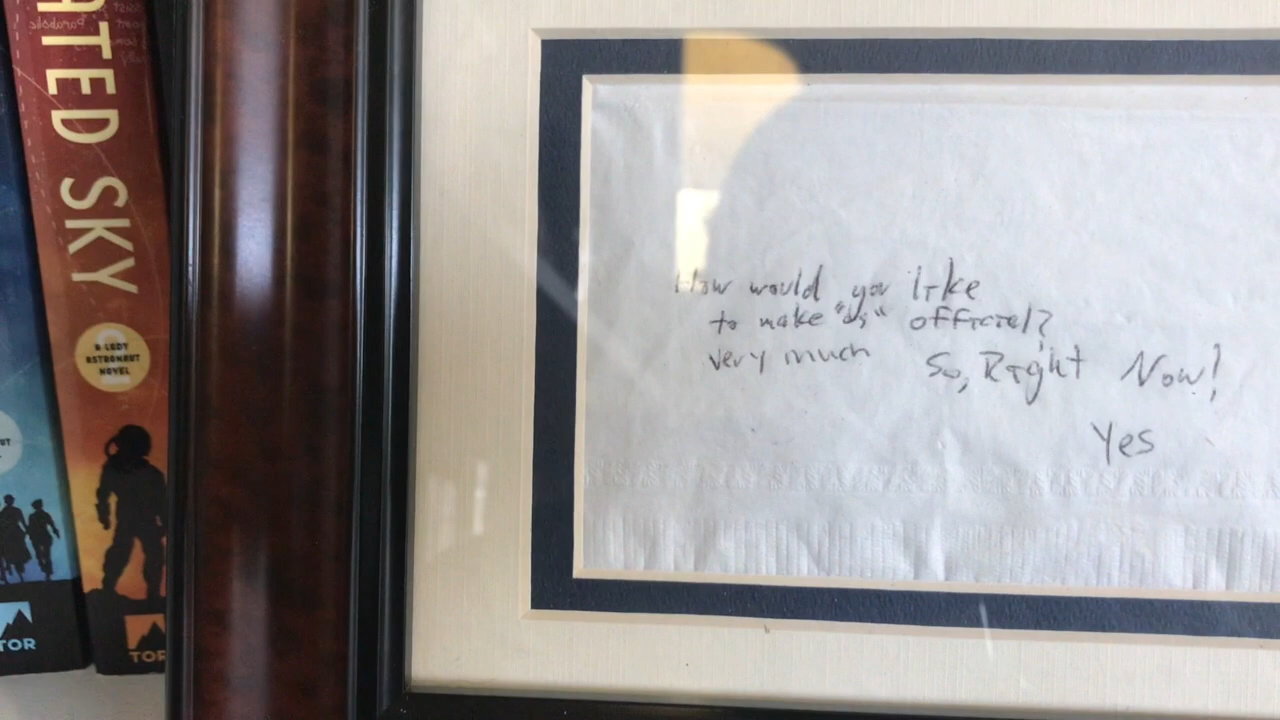 ATED SKY
A LADY
ASTRONAUT
NOVEL
UT
TOR
TOR
How would you like
to make "us" official?
very much So, Right Now!
Yes